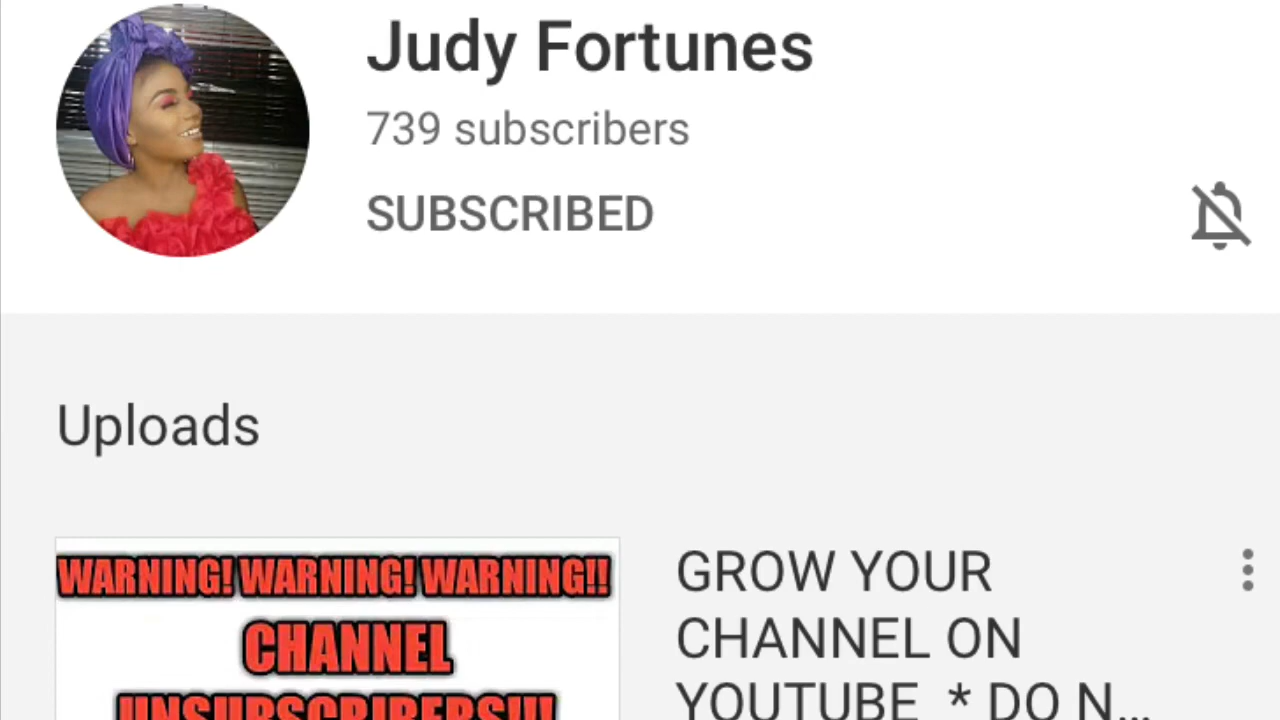 Judy Fortunes
739 subscribers
SUBSCRIBED
Uploads
WARNING! WARNING! WARNING!!
CHANNEL
UNSUBSCRIBERS!!!
GROW YOUR
CHANNEL ON
YOUTUBE * DO N...